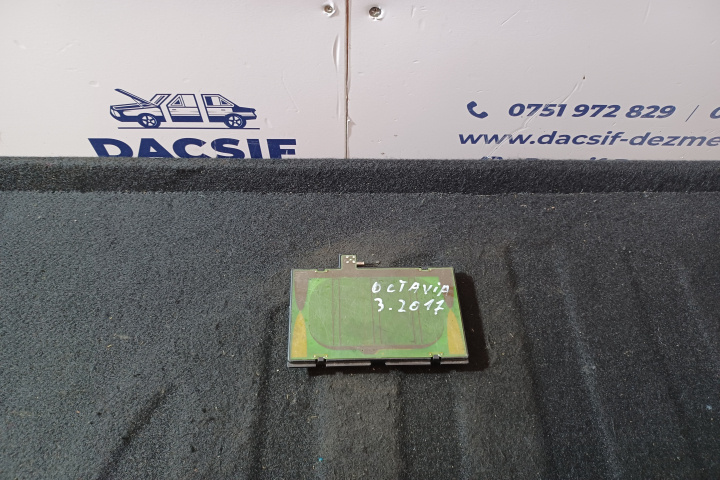 DACSIF
0751 972 829 /
www.dacsif-dezme
OCTAVIA
3.2017